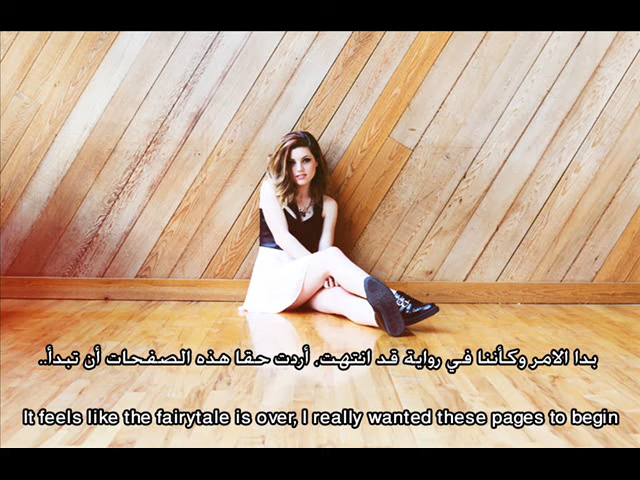 بدا الامر وكأننا في رواية قد انتهت. أردت حقا هذه الصفحات أن تبدأ..
It feels like the fairytale is over, I really wanted these pages to begin